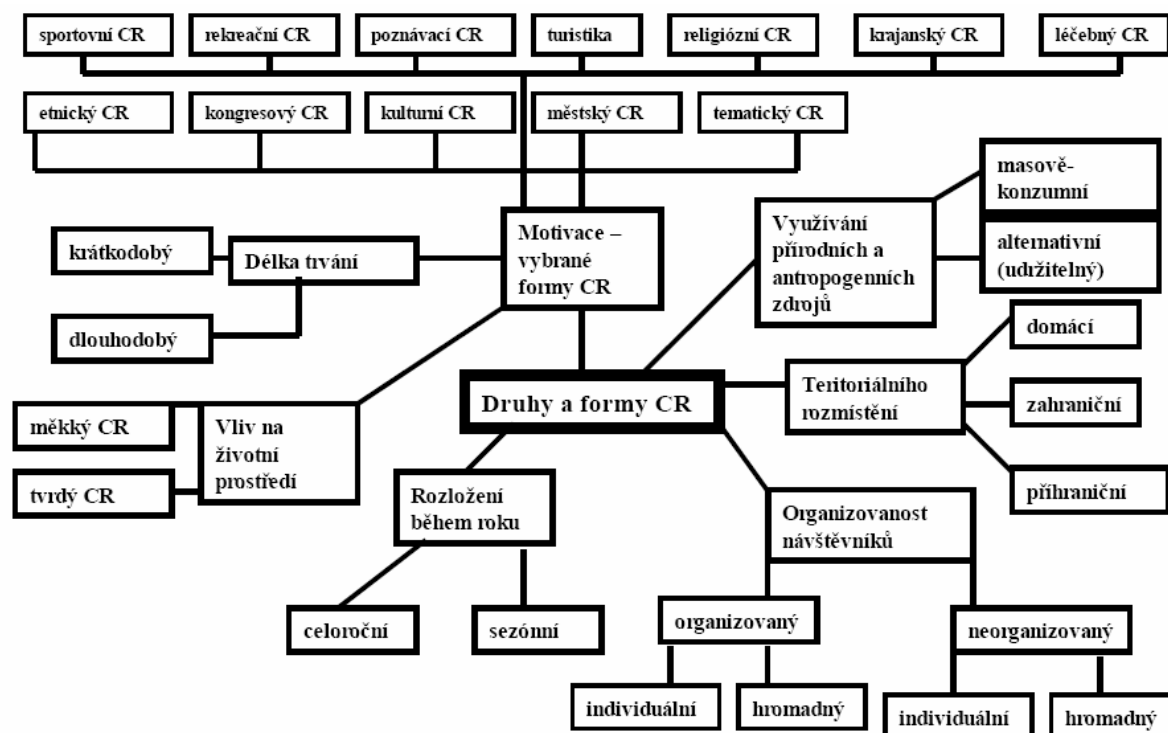 sportovní CR
rekreační CR
poznávací CR
turistika
religiózní CR
krajanský CR
léčebný CR
etnický CR
kongresový CR
kulturní CR
městský CR
tematický CR
masově-
konzumní
Motivace –
vybrané
formy CR
Využívání
přírodních a
antropogenních
zdrojů
krátkodobý
Délka trvání
alternativní
(udržitelný)
dlouhodobý
domácí
Druhy a formy CR
Teritoriálního
rozmístění
zahraniční
měkký CR
Vliv na
životní
prostředí
tvrdý CR
příhraniční
Rozložení
během roku
Organizovanost
návštěvníků
celoroční
sezónní
organizovaný
neorganizovaný
individuální
hromadný
individuální
hromadný